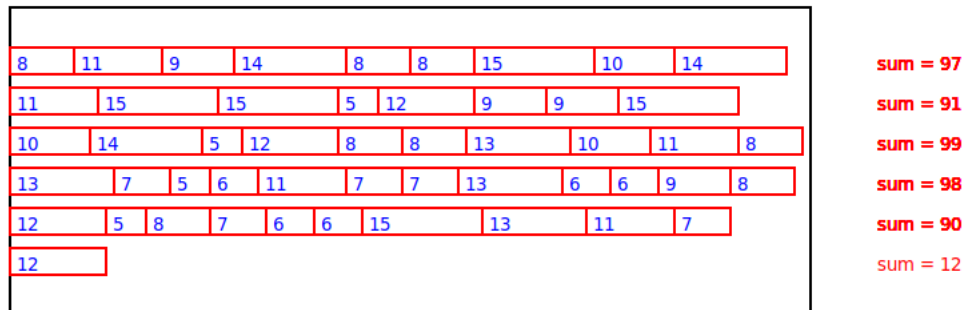 8 11 9 14 8 8 15 10 14 sum = 97
11 15 15 5 12 9 9 15 sum = 91
10 14 5 12 8 8 13 10 11 8 sum = 99
13 7 5 6 11 7 7 13 6 6 9 8 sum = 98
12 5 8 7 6 6 15 13 11 7 sum = 90
12 sum = 12